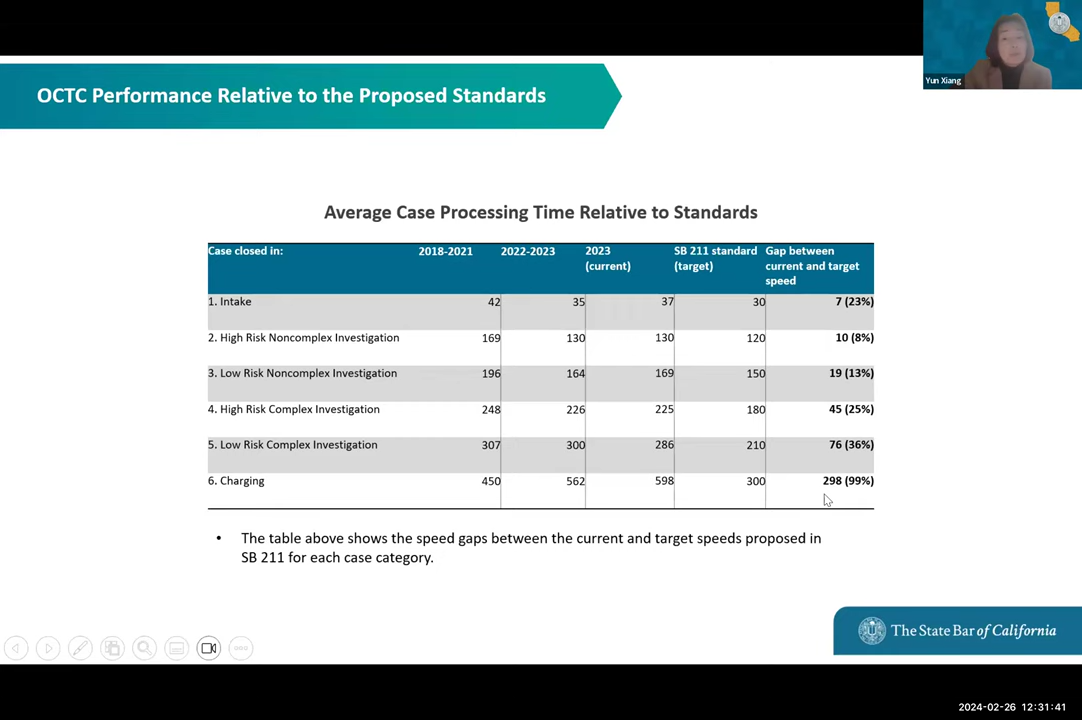 Yun Xiang
OCTC Performance Relative to the Proposed Standards
Average Case Processing Time Relative to Standards
Case closed in: 2018-2021 2022-2023 2023 (current) SB 211 standard (target) Gap between current and target speed
1. Intake 42 35 37 30 7 (23%)
2. High Risk Noncomplex Investigation 169 130 130 120 10 (8%)
3. Low Risk Noncomplex Investigation 196 164 169 150 19 (13%)
4. High Risk Complex Investigation 248 226 225 180 45 (25%)
5. Low Risk Complex Investigation 307 300 286 210 76 (36%)
6. Charging 450 562 598 300 298 (99%)
• The table above shows the speed gaps between the current and target speeds proposed in
SB 211 for each case category.
The State Bar of California
2024-02-26 12:31:41